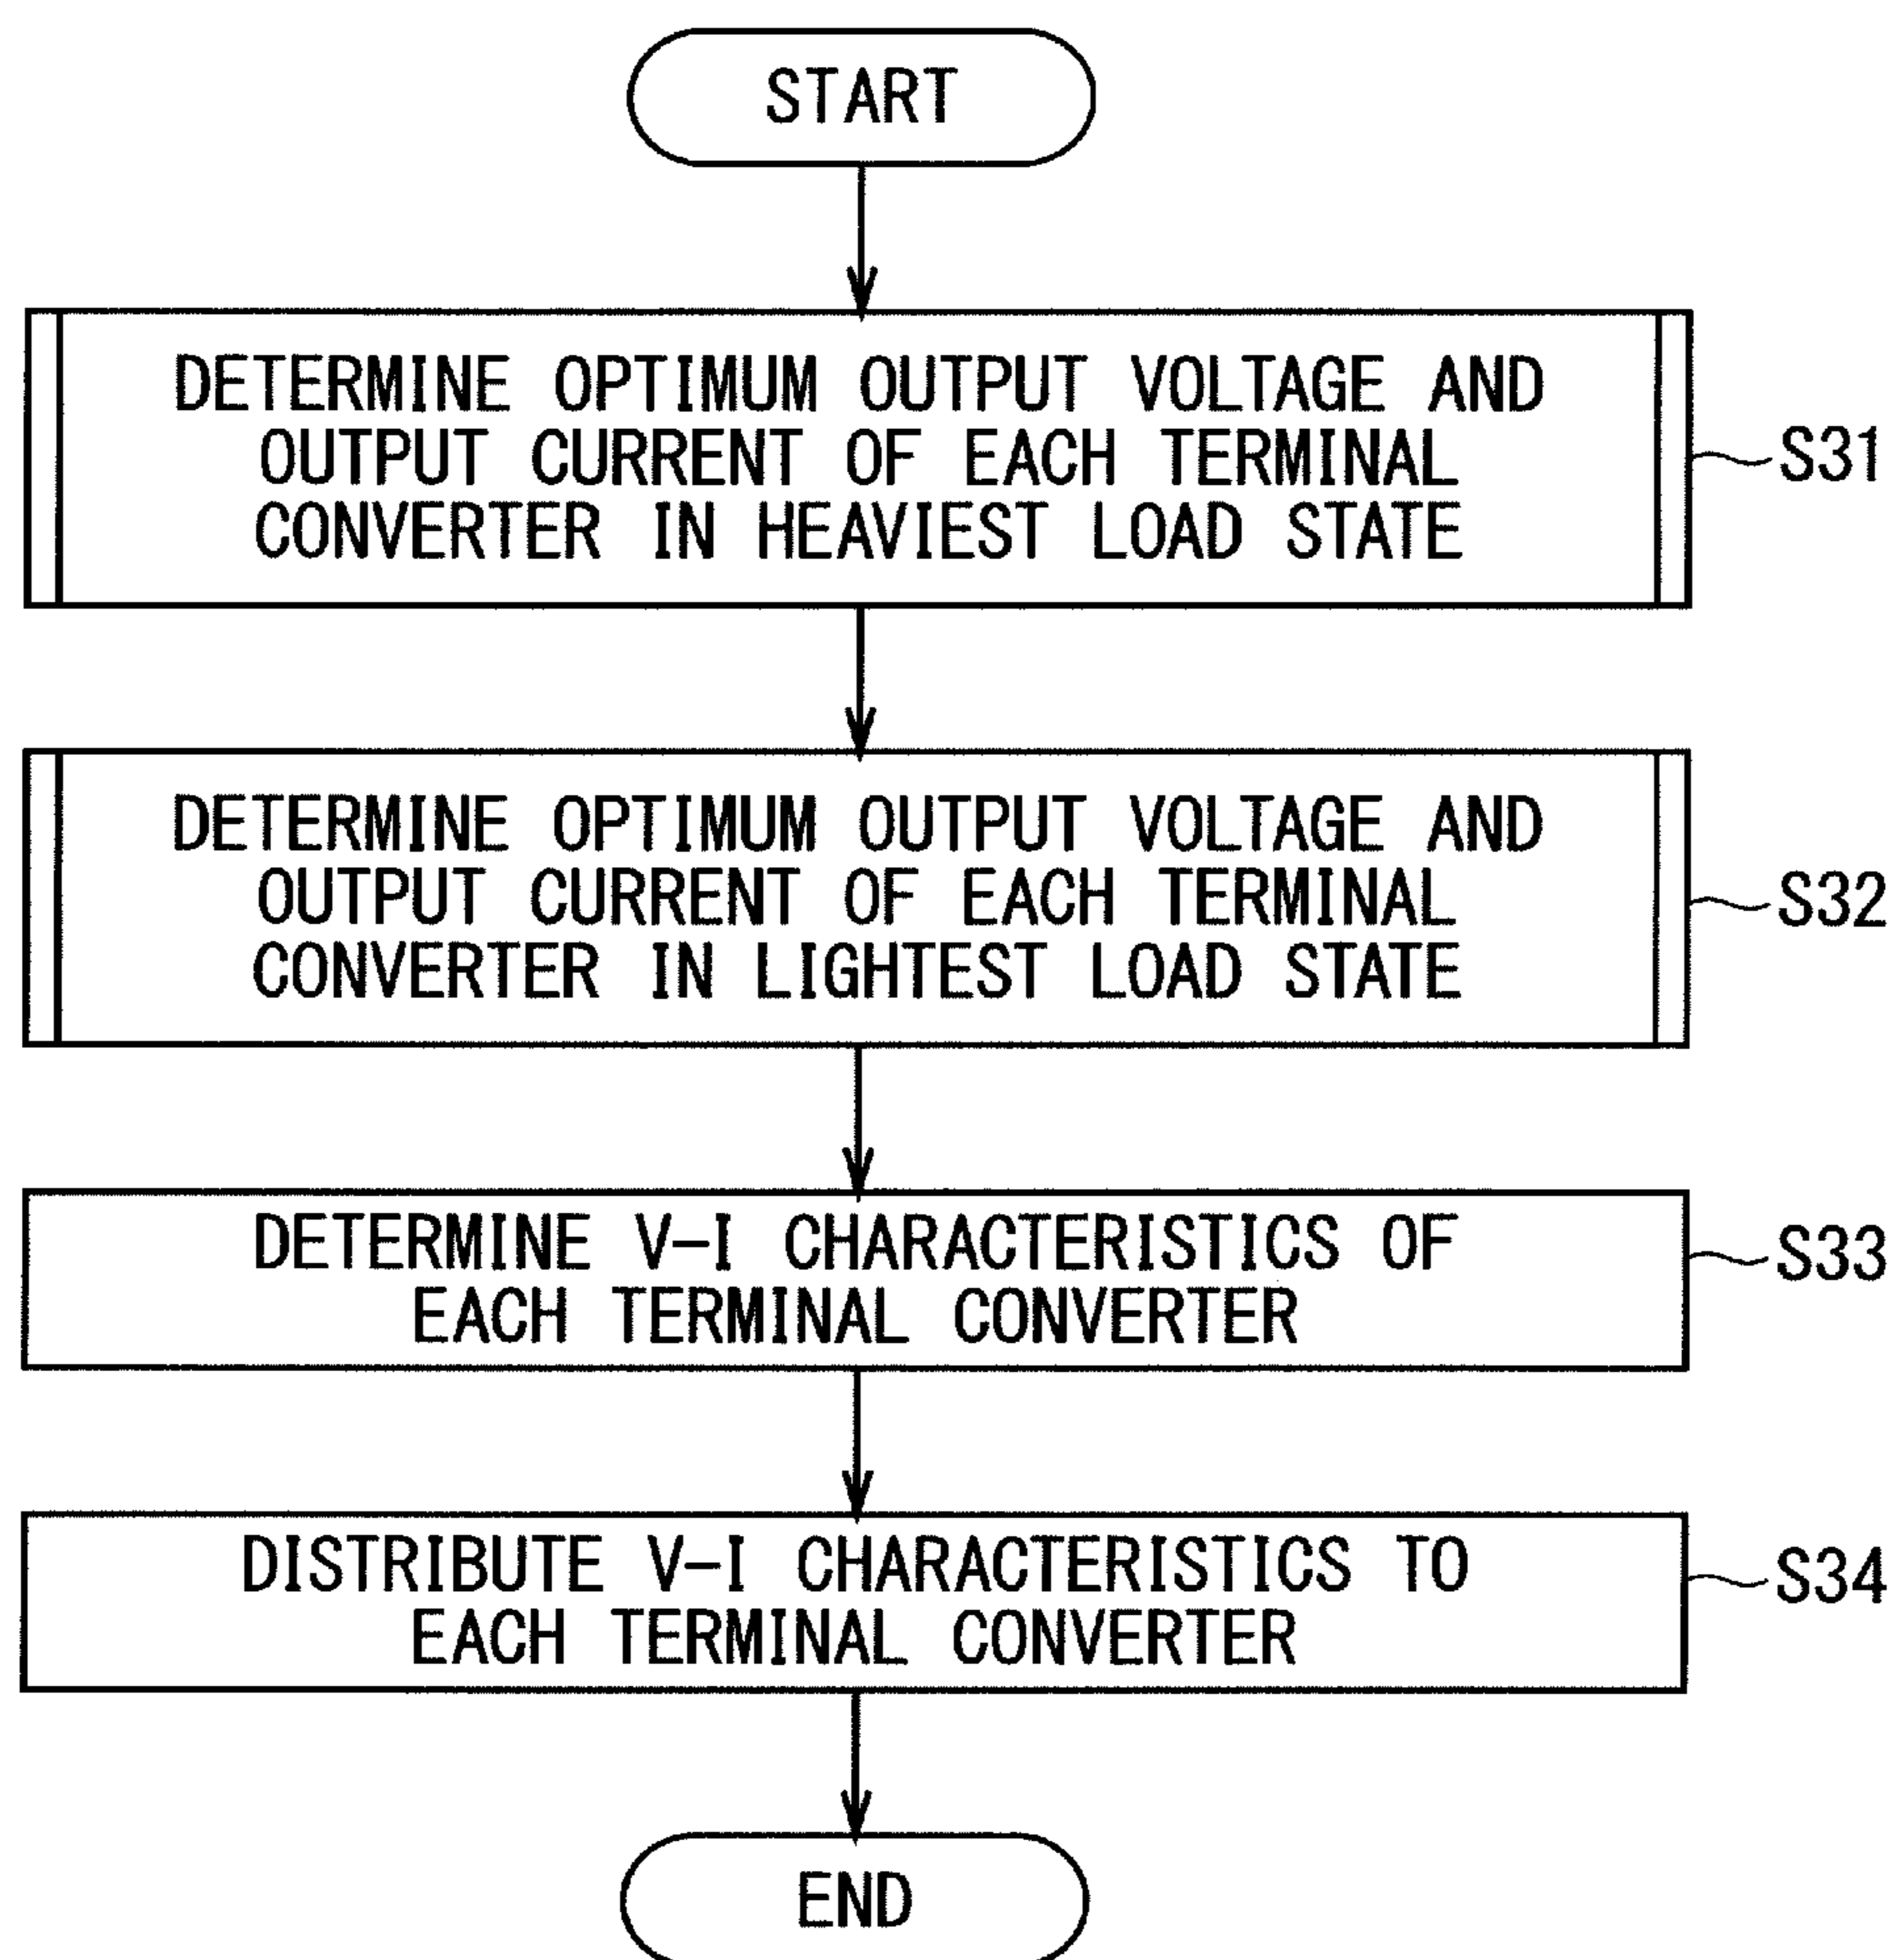 START
DETERMINE OPTIMUM OUTPUT VOLTAGE AND
OUTPUT CURRENT OF EACH TERMINAL
CONVERTER IN HEAVIEST LOAD STATE
S31
DETERMINE OPTIMUM OUTPUT VOLTAGE AND
OUTPUT CURRENT OF EACH TERMINAL
CONVERTER IN LIGHTEST LOAD STATE
S32
DETERMINE V-I CHARACTERISTICS OF
EACH TERMINAL CONVERTER
S33
DISTRIBUTE V-I CHARACTERISTICS TO
EACH TERMINAL CONVERTER
S34
END